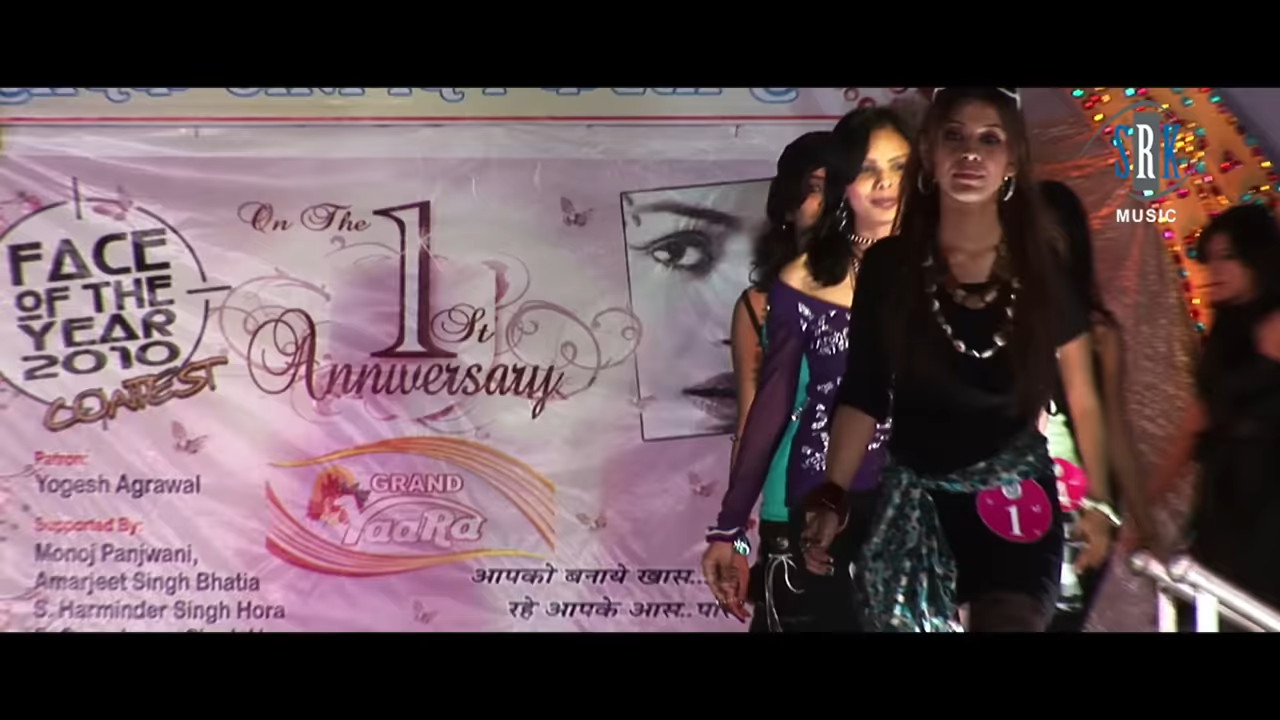 FACE
OF THE
YEAR
2010
CONTEST
On The
1St
Anniversary
Patron:
Yogesh Agrawal
Supported By:
Monoj Panjwani,
Amarjeet Singh Bhatia
S. Harminder Singh Hora
GRAND
YaaRa
आपको बनाये खास...
रहे आपके आस..पास
1
SRK
MUSIC